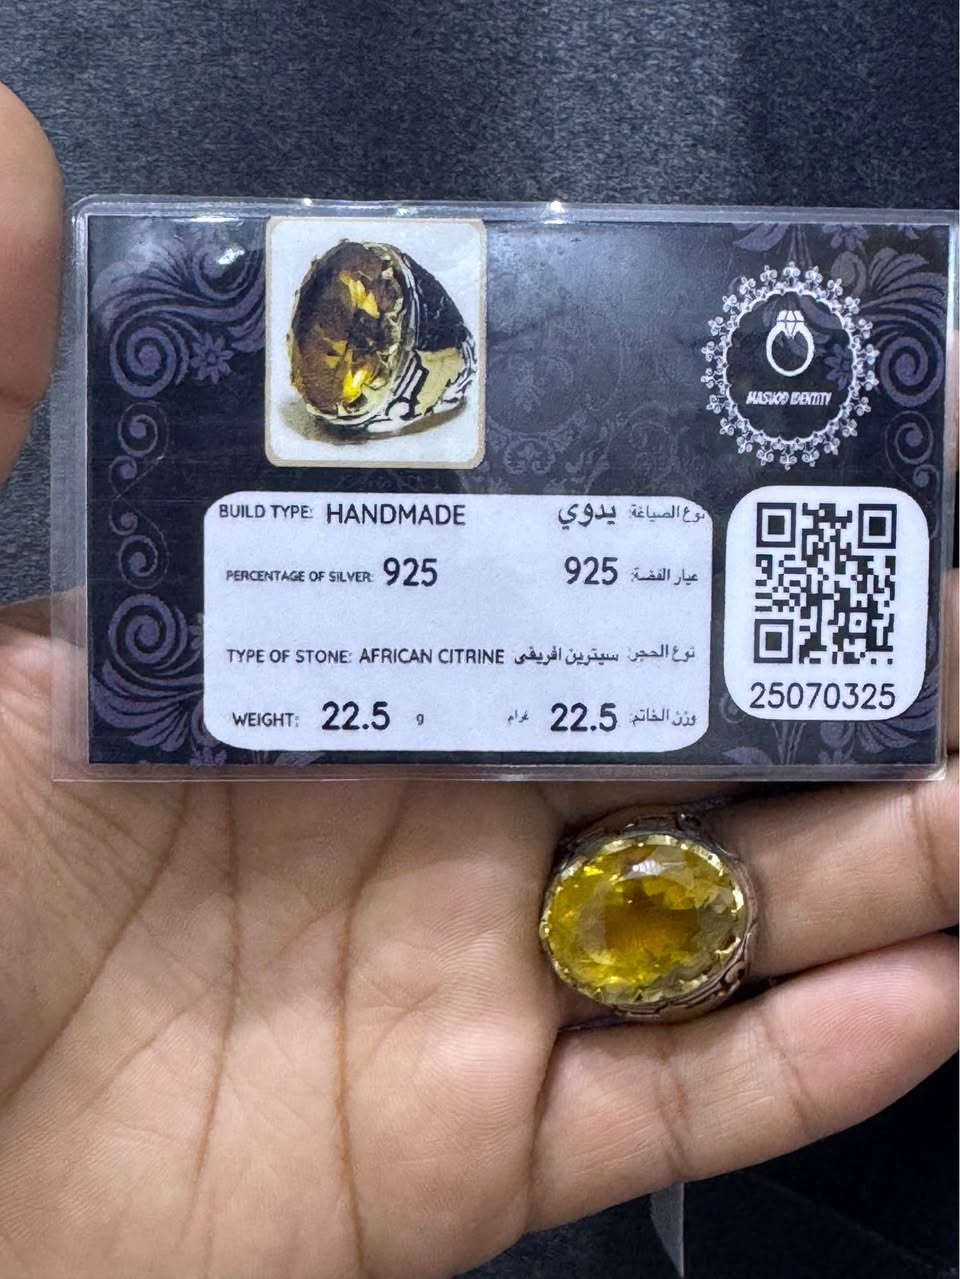 MASUOD IDENTITY
BUILD TYPE: HANDMADE يدوي نوع الصياغة:
PERCENTAGE OF SILVER: 925 925 عيار الفضة:
TYPE OF STONE: AFRICAN CITRINE سيترين افريقي نوع الحجر:
WEIGHT: 22.5 g غرام 22.5 وزن الخاتم:
25070325